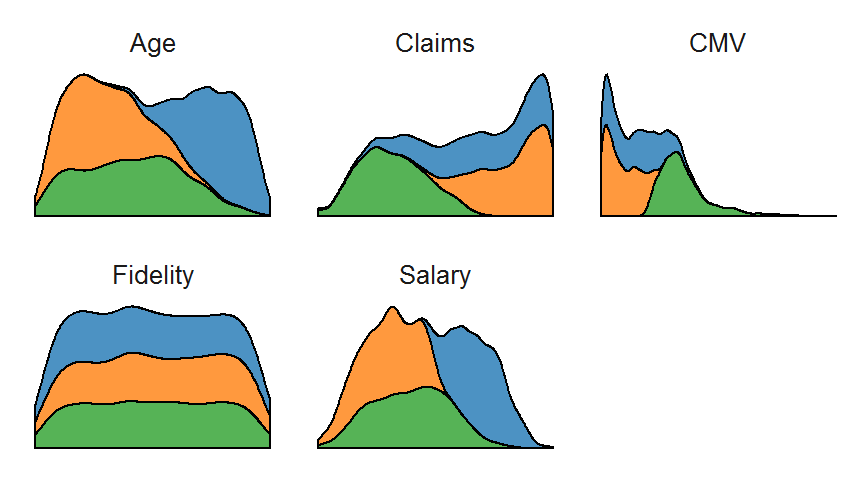 Age
Claims
CMV
Fidelity
Salary